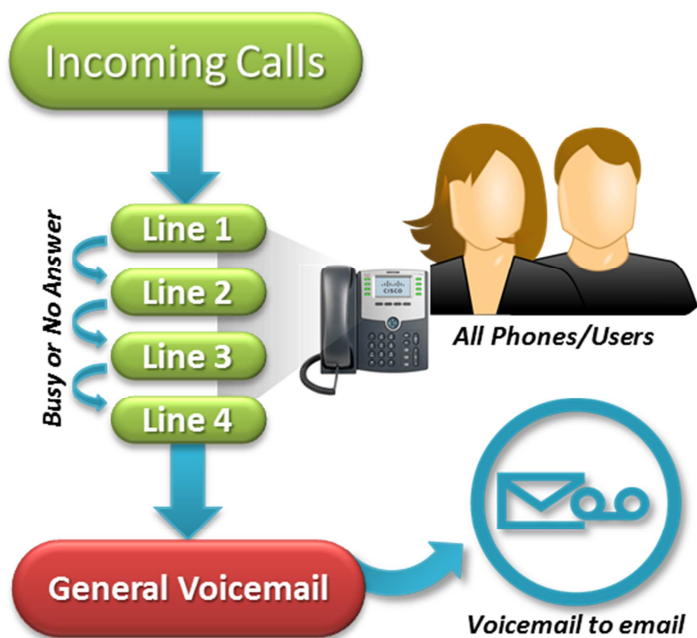 Incoming Calls
Line 1
Line 2
Line 3
Line 4
Busy or No Answer
CISCO
All Phones/Users
General Voicemail
Voicemail to email